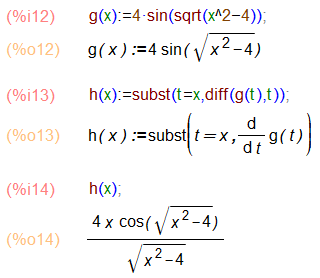 (%i12) g(x):=4·sin(sqrt(x^2−4));
(%o12) g(x):=4 sin(√(x²−4))
(%i13) h(x):=subst(t=x,diff(g(t),t));
(%o13) h(x):=subst(t=x, d/dt g(t))
(%i14) h(x);
(%o14) 4 x cos(√(x²−4)) / √(x²−4)